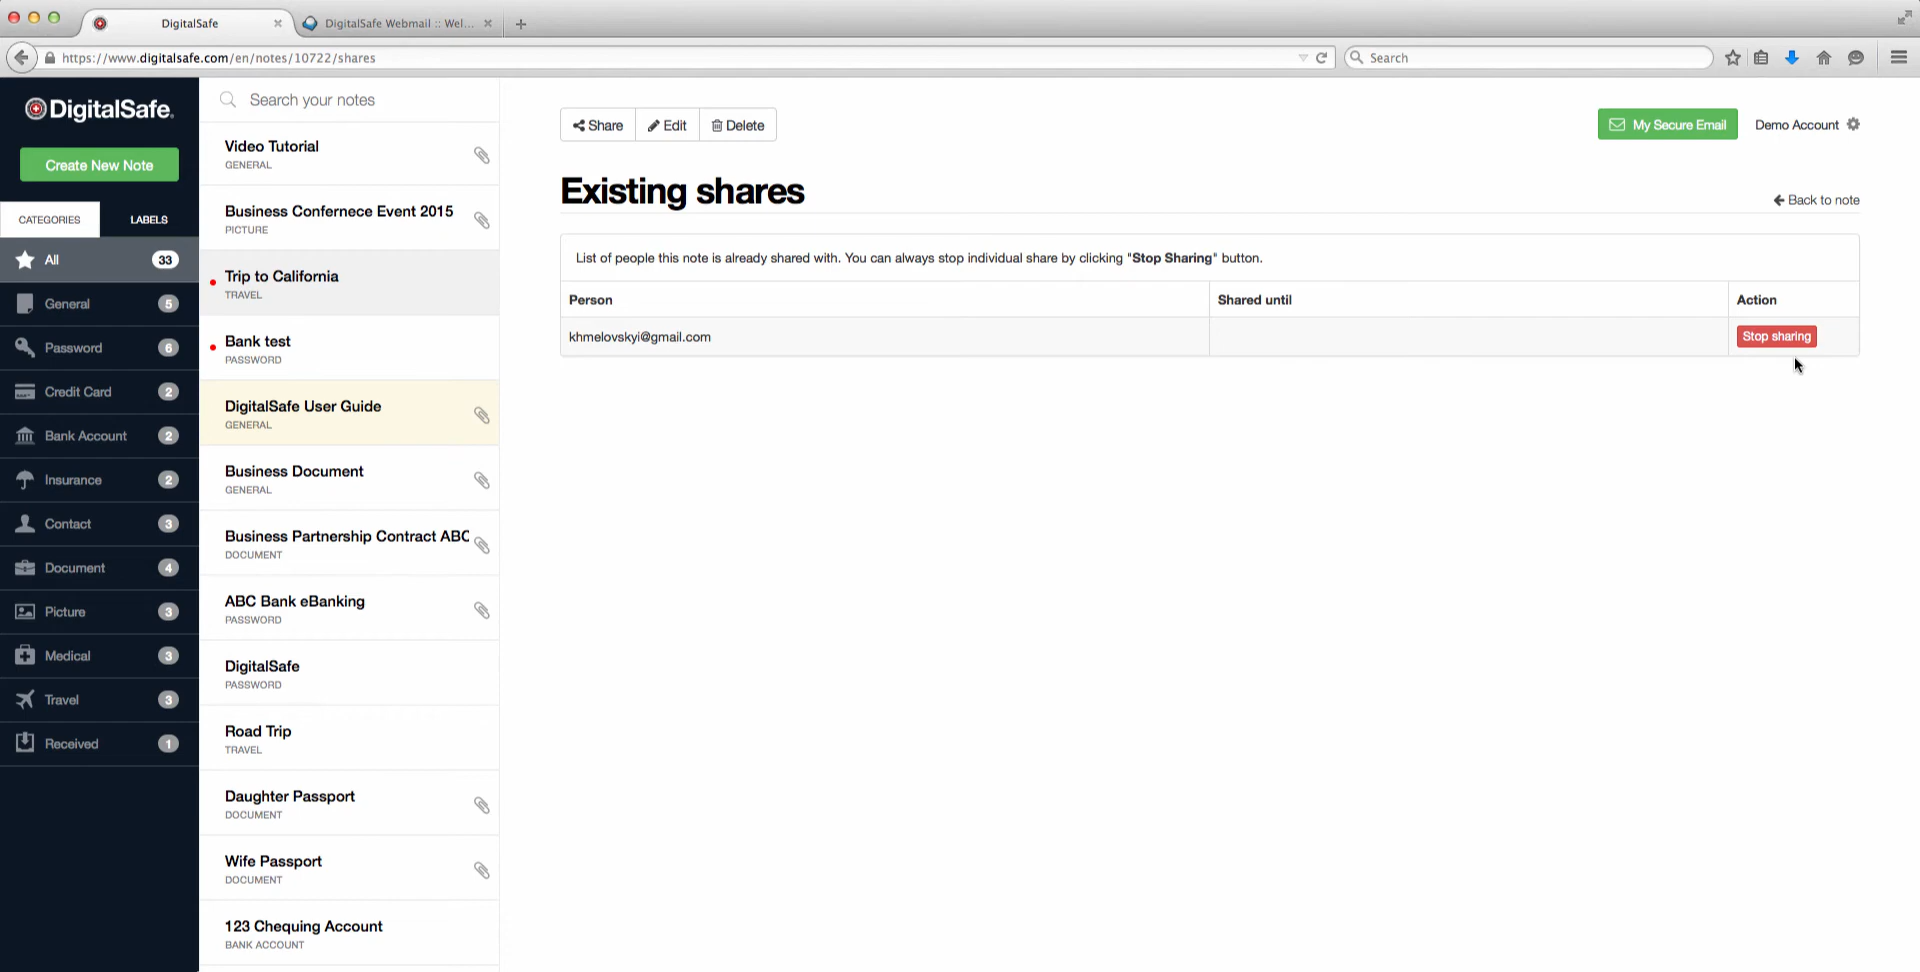 DigitalSafe
DigitalSafe Webmail :: Wel...
https://www.digitalsafe.com/en/notes/10722/shares
Search
DigitalSafe.
Create New Note
CATEGORIES
LABELS
All 33
General 5
Password 6
Credit Card 2
Bank Account 2
Insurance 2
Contact 3
Document 4
Picture 3
Medical 3
Travel 3
Received 1
Search your notes
Video Tutorial
GENERAL
Business Confernece Event 2015
PICTURE
Trip to California
TRAVEL
Bank test
PASSWORD
DigitalSafe User Guide
GENERAL
Business Document
GENERAL
Business Partnership Contract ABC
DOCUMENT
ABC Bank eBanking
PASSWORD
DigitalSafe
PASSWORD
Road Trip
TRAVEL
Daughter Passport
DOCUMENT
Wife Passport
DOCUMENT
123 Chequing Account
BANK ACCOUNT
Share
Edit
Delete
My Secure Email
Demo Account
Existing shares
Back to note
List of people this note is already shared with. You can always stop individual share by clicking "Stop Sharing" button.
Person
Shared until
Action
khmelovskyi@gmail.com
Stop sharing